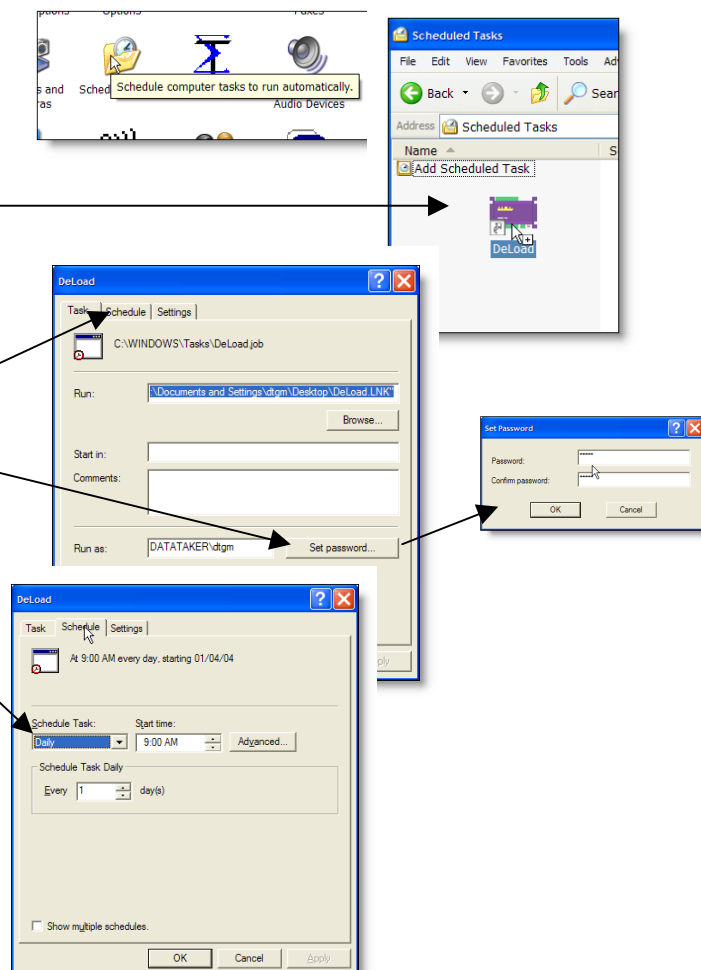 Options
Faxes
s and
ras
Sched
Schedule computer tasks to run automatically.
Audio Devices
Scheduled Tasks
File Edit View Favorites Tools Ad
Back
Sear
Address Scheduled Tasks
Name
S
Add Scheduled Task
DeLoad
DeLoad
Task Schedule Settings
C:\WINDOWS\Tasks\DeLoad.job
Run: :\Documents and Settings\dtgm\Desktop\DeLoad.LNK"
Browse...
Start in:
Comments:
Run as: DATATAKER\dtgm Set password...
ply
Set Password
Password: •••••
Confirm password: •••••
OK Cancel
DeLoad
Task Schedule Settings
At 9:00 AM every day, starting 01/04/04
Schedule Task: Start time:
Daily 9:00 AM Advanced...
Schedule Task Daily
Every 1 day(s)
Show multiple schedules.
OK Cancel Apply